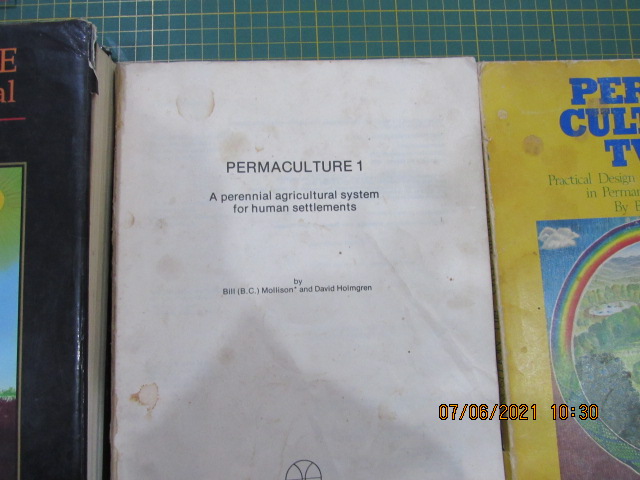 E
al
PERMACULTURE 1
A perennial agricultural system
for human settlements
by
Bill (B.C.) Mollison* and David Holmgren
PER
CUL
TW
Practical Design
in Perma
By B
07/06/2021 10:30